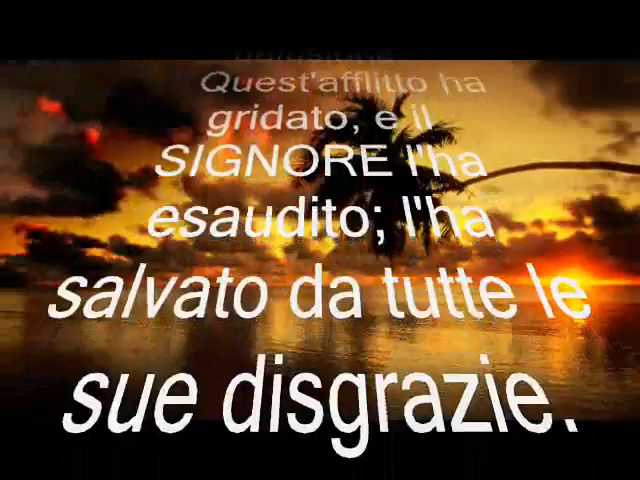 Quest'afflitto ha
gridato, e il
SIGNORE l'ha
esaudito; l'ha
salvato da tutte le
sue disgrazie.